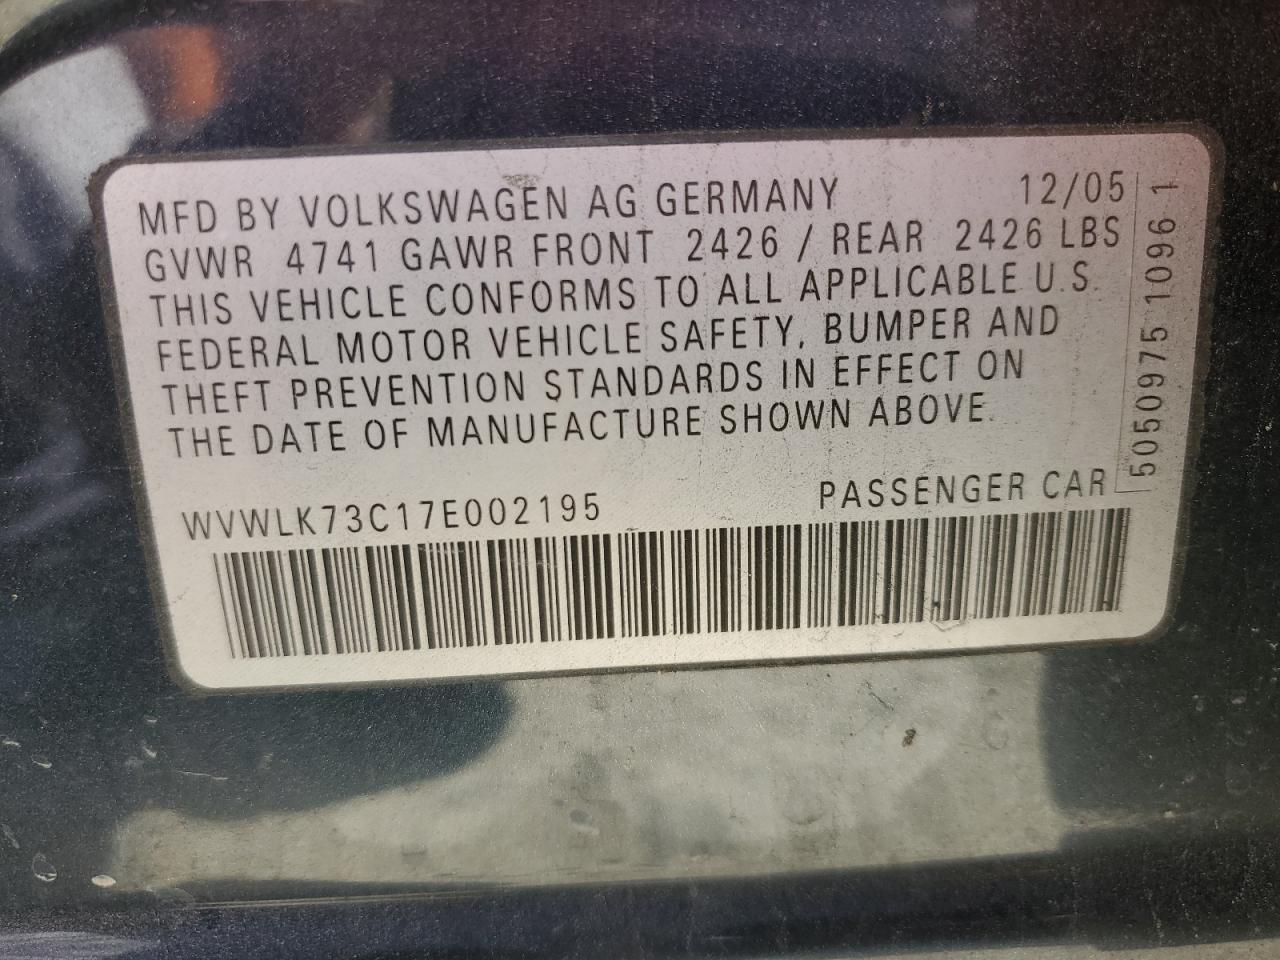 MFD BY VOLKSWAGEN AG GERMANY 12/05
GVWR 4741 GAWR FRONT 2426 / REAR 2426 LBS
THIS VEHICLE CONFORMS TO ALL APPLICABLE U.S.
FEDERAL MOTOR VEHICLE SAFETY, BUMPER AND
THEFT PREVENTION STANDARDS IN EFFECT ON
THE DATE OF MANUFACTURE SHOWN ABOVE.
WVWLK73C17E002195 PASSENGER CAR
5050975 1096 1